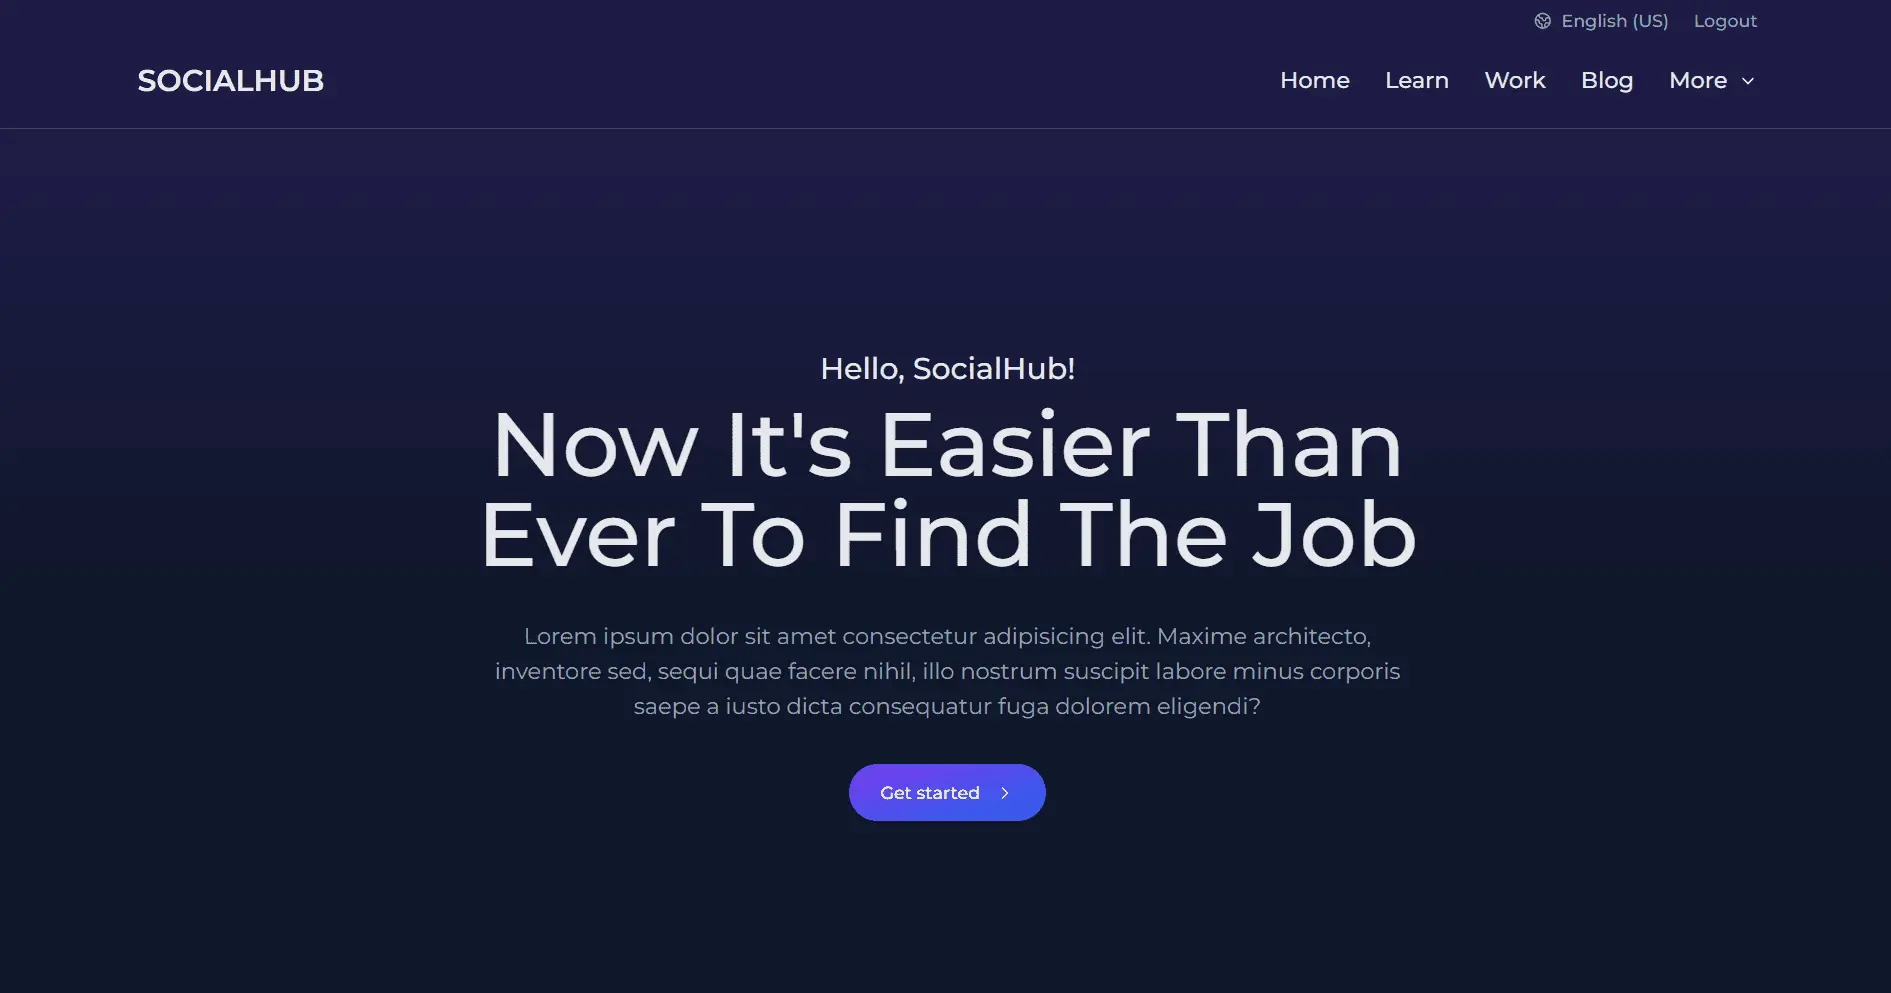 English (US) Logout
SOCIALHUB Home Learn Work Blog More
Hello, SocialHub!
Now It's Easier Than
Ever To Find The Job
Lorem ipsum dolor sit amet consectetur adipisicing elit. Maxime architecto,
inventore sed, sequi quae facere nihil, illo nostrum suscipit labore minus corporis
saepe a iusto dicta consequatur fuga dolorem eligendi?
Get started